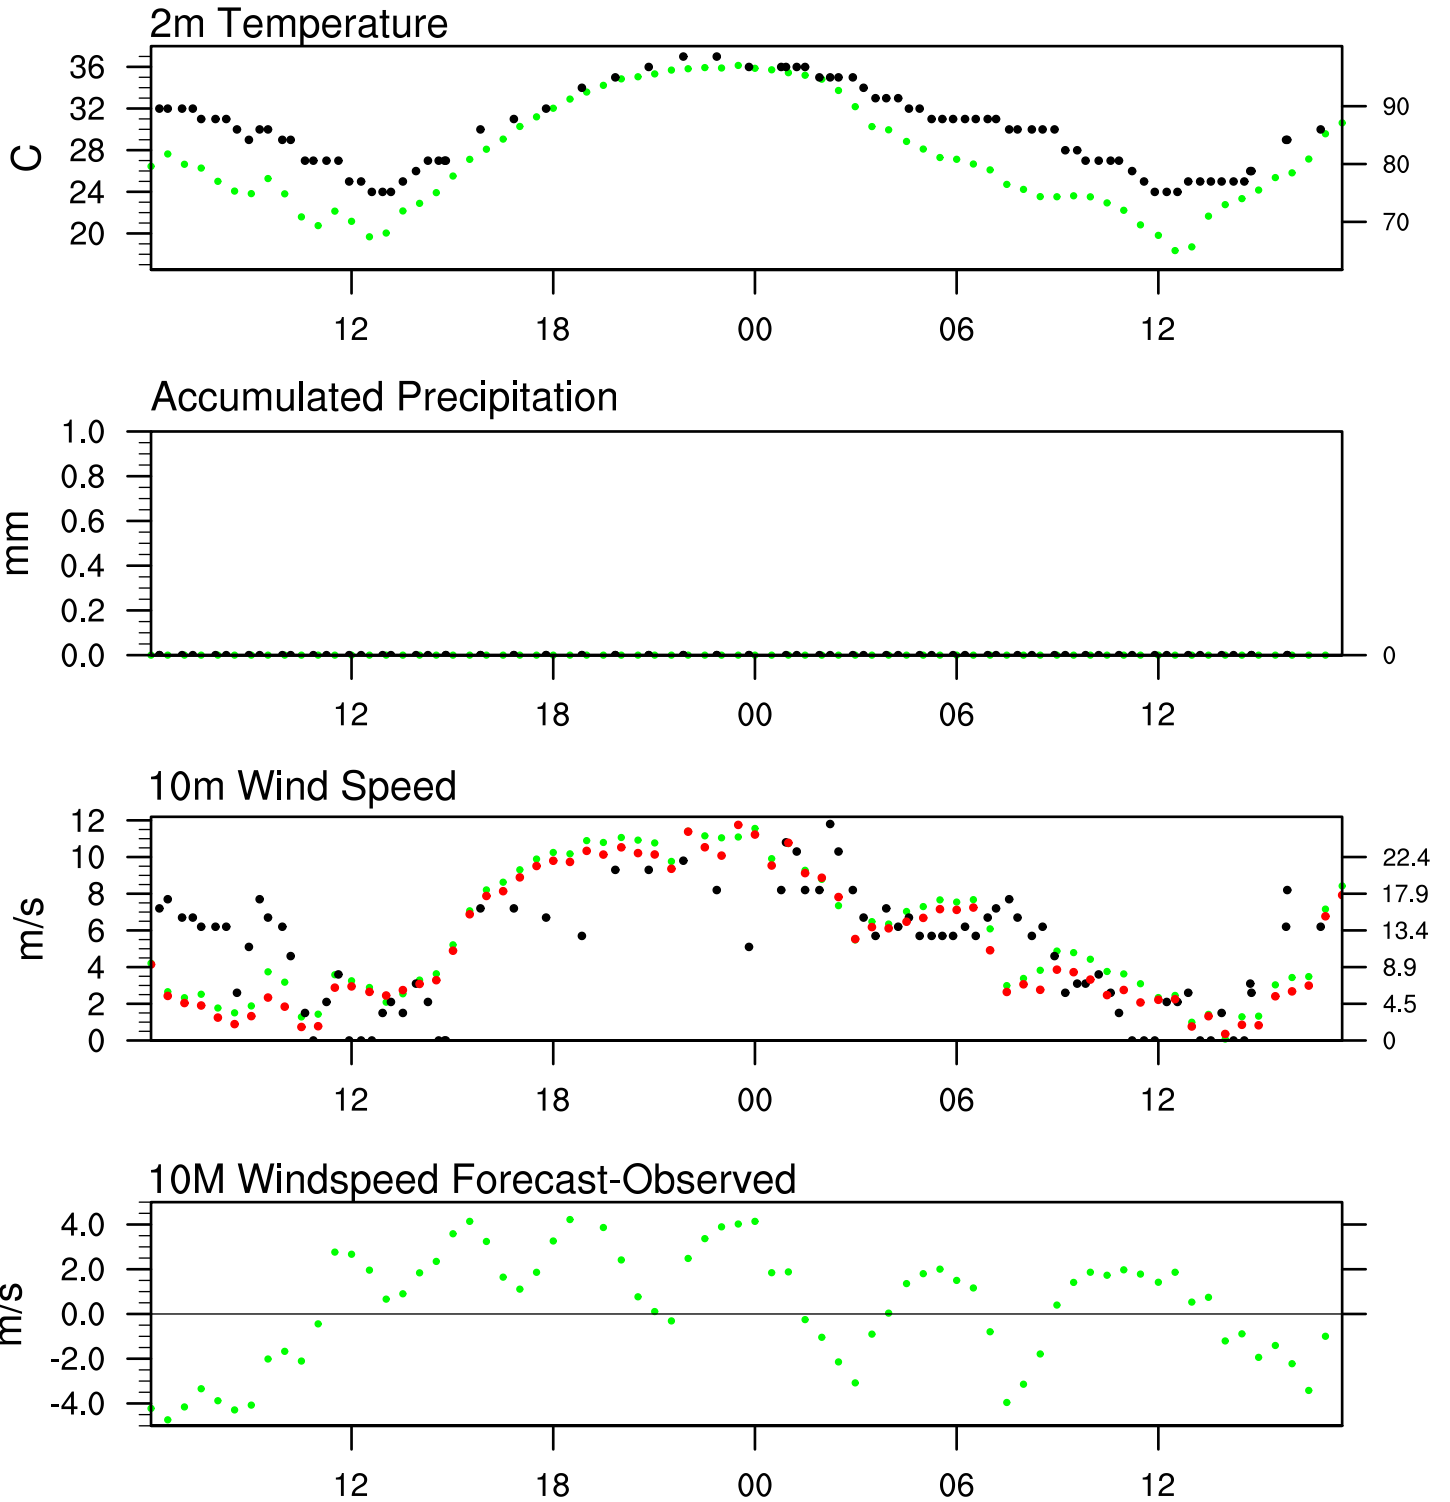 2m Temperature
36
32
28
24
20
C
90
80
70
12 18 00 06 12
Accumulated Precipitation
1.0
0.8
0.6
0.4
0.2
0.0
mm
0
12 18 00 06 12
10m Wind Speed
12
10
8
6
4
2
0
m/s
22.4
17.9
13.4
8.9
4.5
0
12 18 00 06 12
10M Windspeed Forecast-Observed
4.0
2.0
0.0
-2.0
-4.0
m/s
12 18 00 06 12